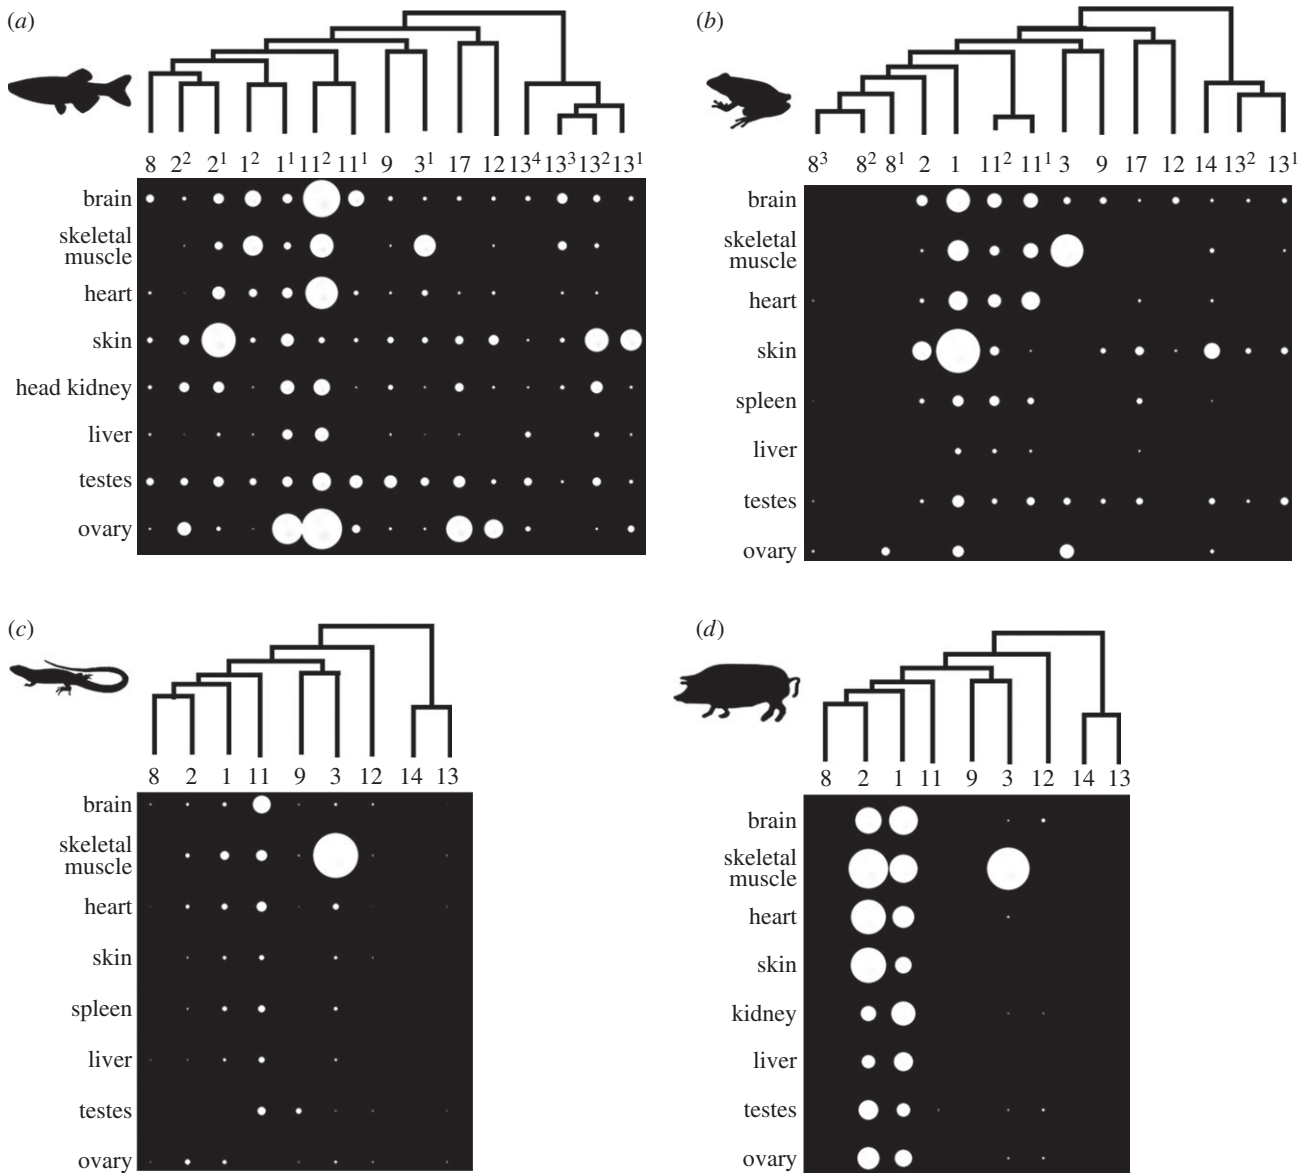 (a)
8 2² 2¹ 1² 1¹ 11² 11¹ 9 3¹ 17 12 13⁴ 13³ 13² 13¹
brain
skeletal
muscle
heart
skin
head kidney
liver
testes
ovary
(b)
8³ 8² 8¹ 2 1 11² 11¹ 3 9 17 12 14 13² 13¹
brain
skeletal
muscle
heart
skin
spleen
liver
testes
ovary
(c)
8 2 1 11 9 3 12 14 13
brain
skeletal
muscle
heart
skin
spleen
liver
testes
ovary
(d)
8 2 1 11 9 3 12 14 13
brain
skeletal
muscle
heart
skin
kidney
liver
testes
ovary